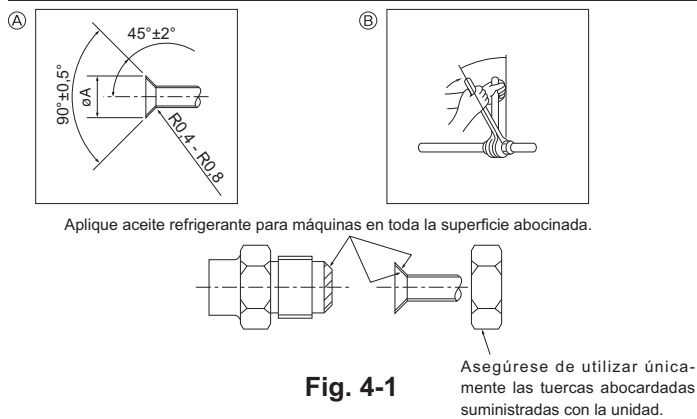 Ⓐ
45°±2°
90°±0,5°
øA
R0,4 - R0,8
Ⓑ
Aplique aceite refrigerante para máquinas en toda la superficie abocinada.
Fig. 4-1
Asegúrese de utilizar única-
mente las tuercas abocardadas
suministradas con la unidad.